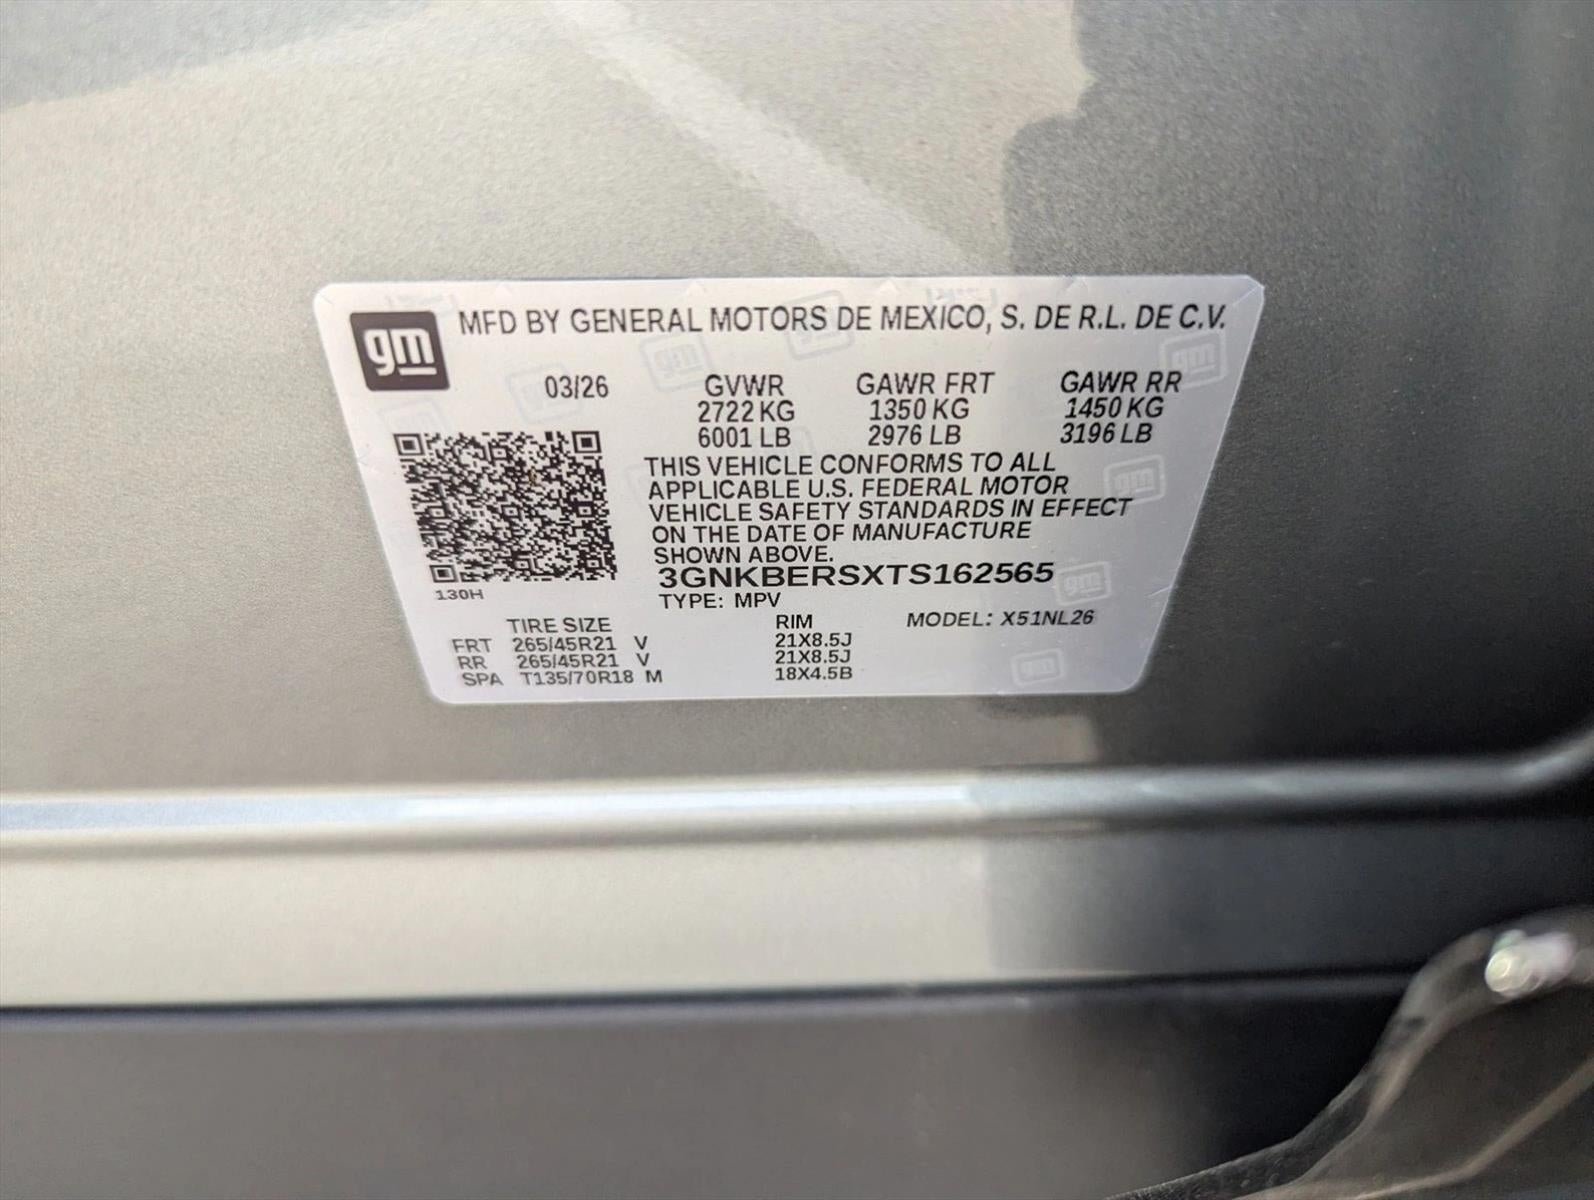 gm MFD BY GENERAL MOTORS DE MEXICO, S. DE R.L. DE C.V.
03/26 GVWR GAWR FRT GAWR RR
2722 KG 1350 KG 1450 KG
6001 LB 2976 LB 3196 LB
THIS VEHICLE CONFORMS TO ALL
APPLICABLE U.S. FEDERAL MOTOR
VEHICLE SAFETY STANDARDS IN EFFECT
ON THE DATE OF MANUFACTURE
SHOWN ABOVE.
3GNKBERSXTS162565
130H
TYPE: MPV
TIRE SIZE RIM MODEL: X51NL26
FRT 265/45R21 V 21X8.5J
RR 265/45R21 V 21X8.5J
SPA T135/70R18 M 18X4.5B